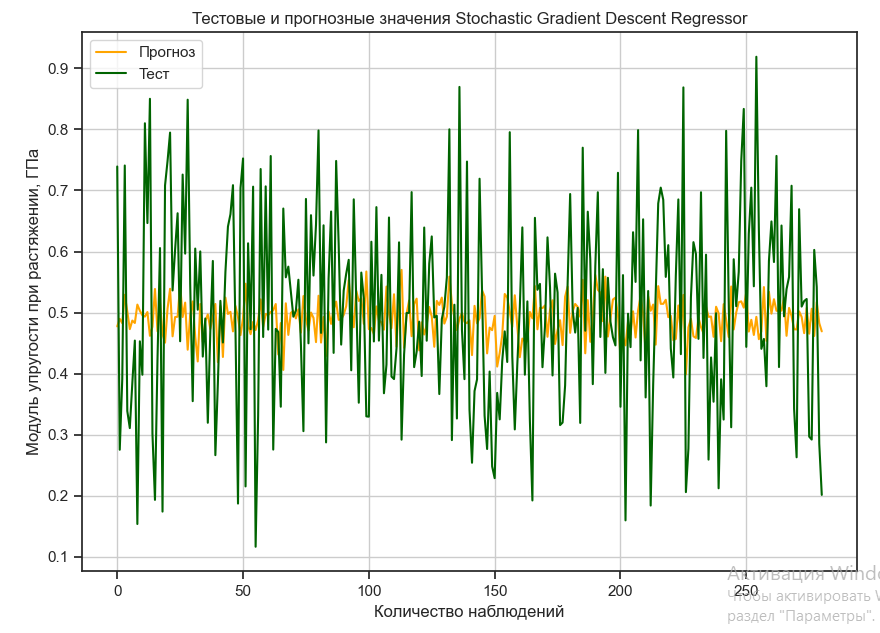 Тестовые и прогнозные значения Stochastic Gradient Descent Regressor
Прогноз
Тест
Модуль упругости при растяжении, ГПа
0.9
0.8
0.7
0.6
0.5
0.4
0.3
0.2
0.1
0
50
100
150
200
250
Количество наблюдений
Активация Windo
Чтобы активировать W
раздел "Параметры".